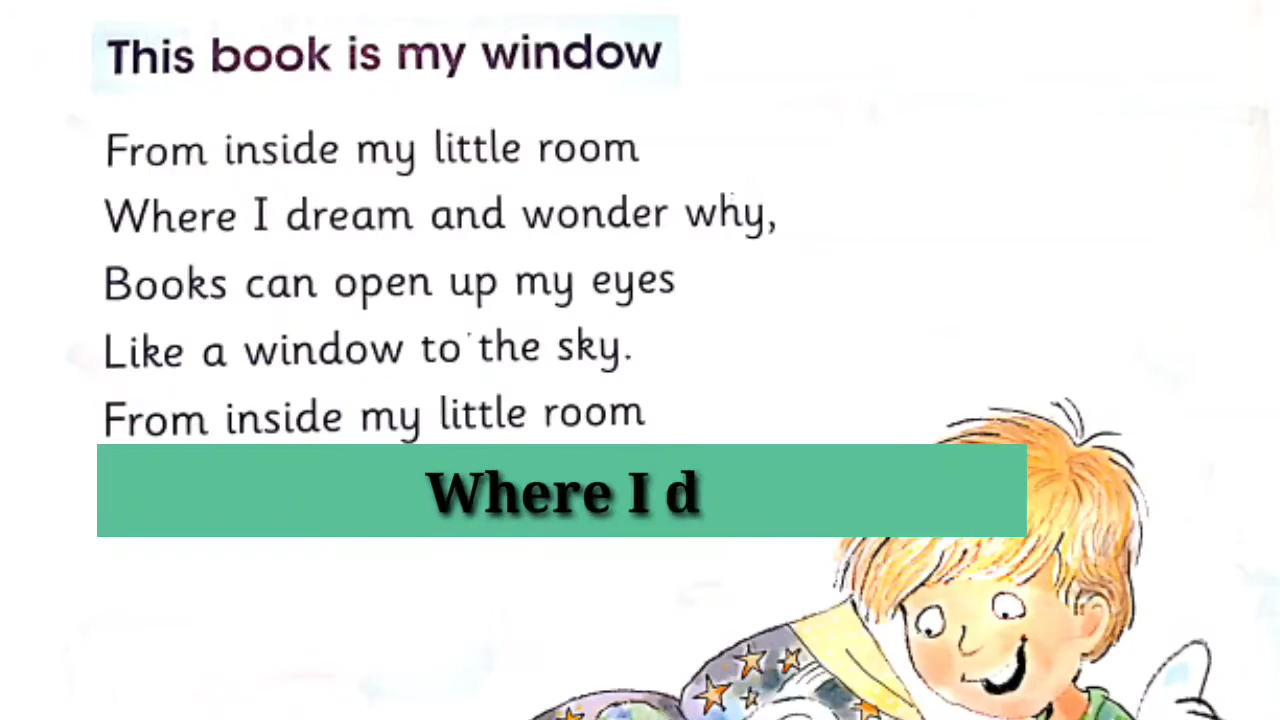 This book is my window
From inside my little room
Where I dream and wonder why,
Books can open up my eyes
Like a window to the sky.
From inside my little room
Where I d